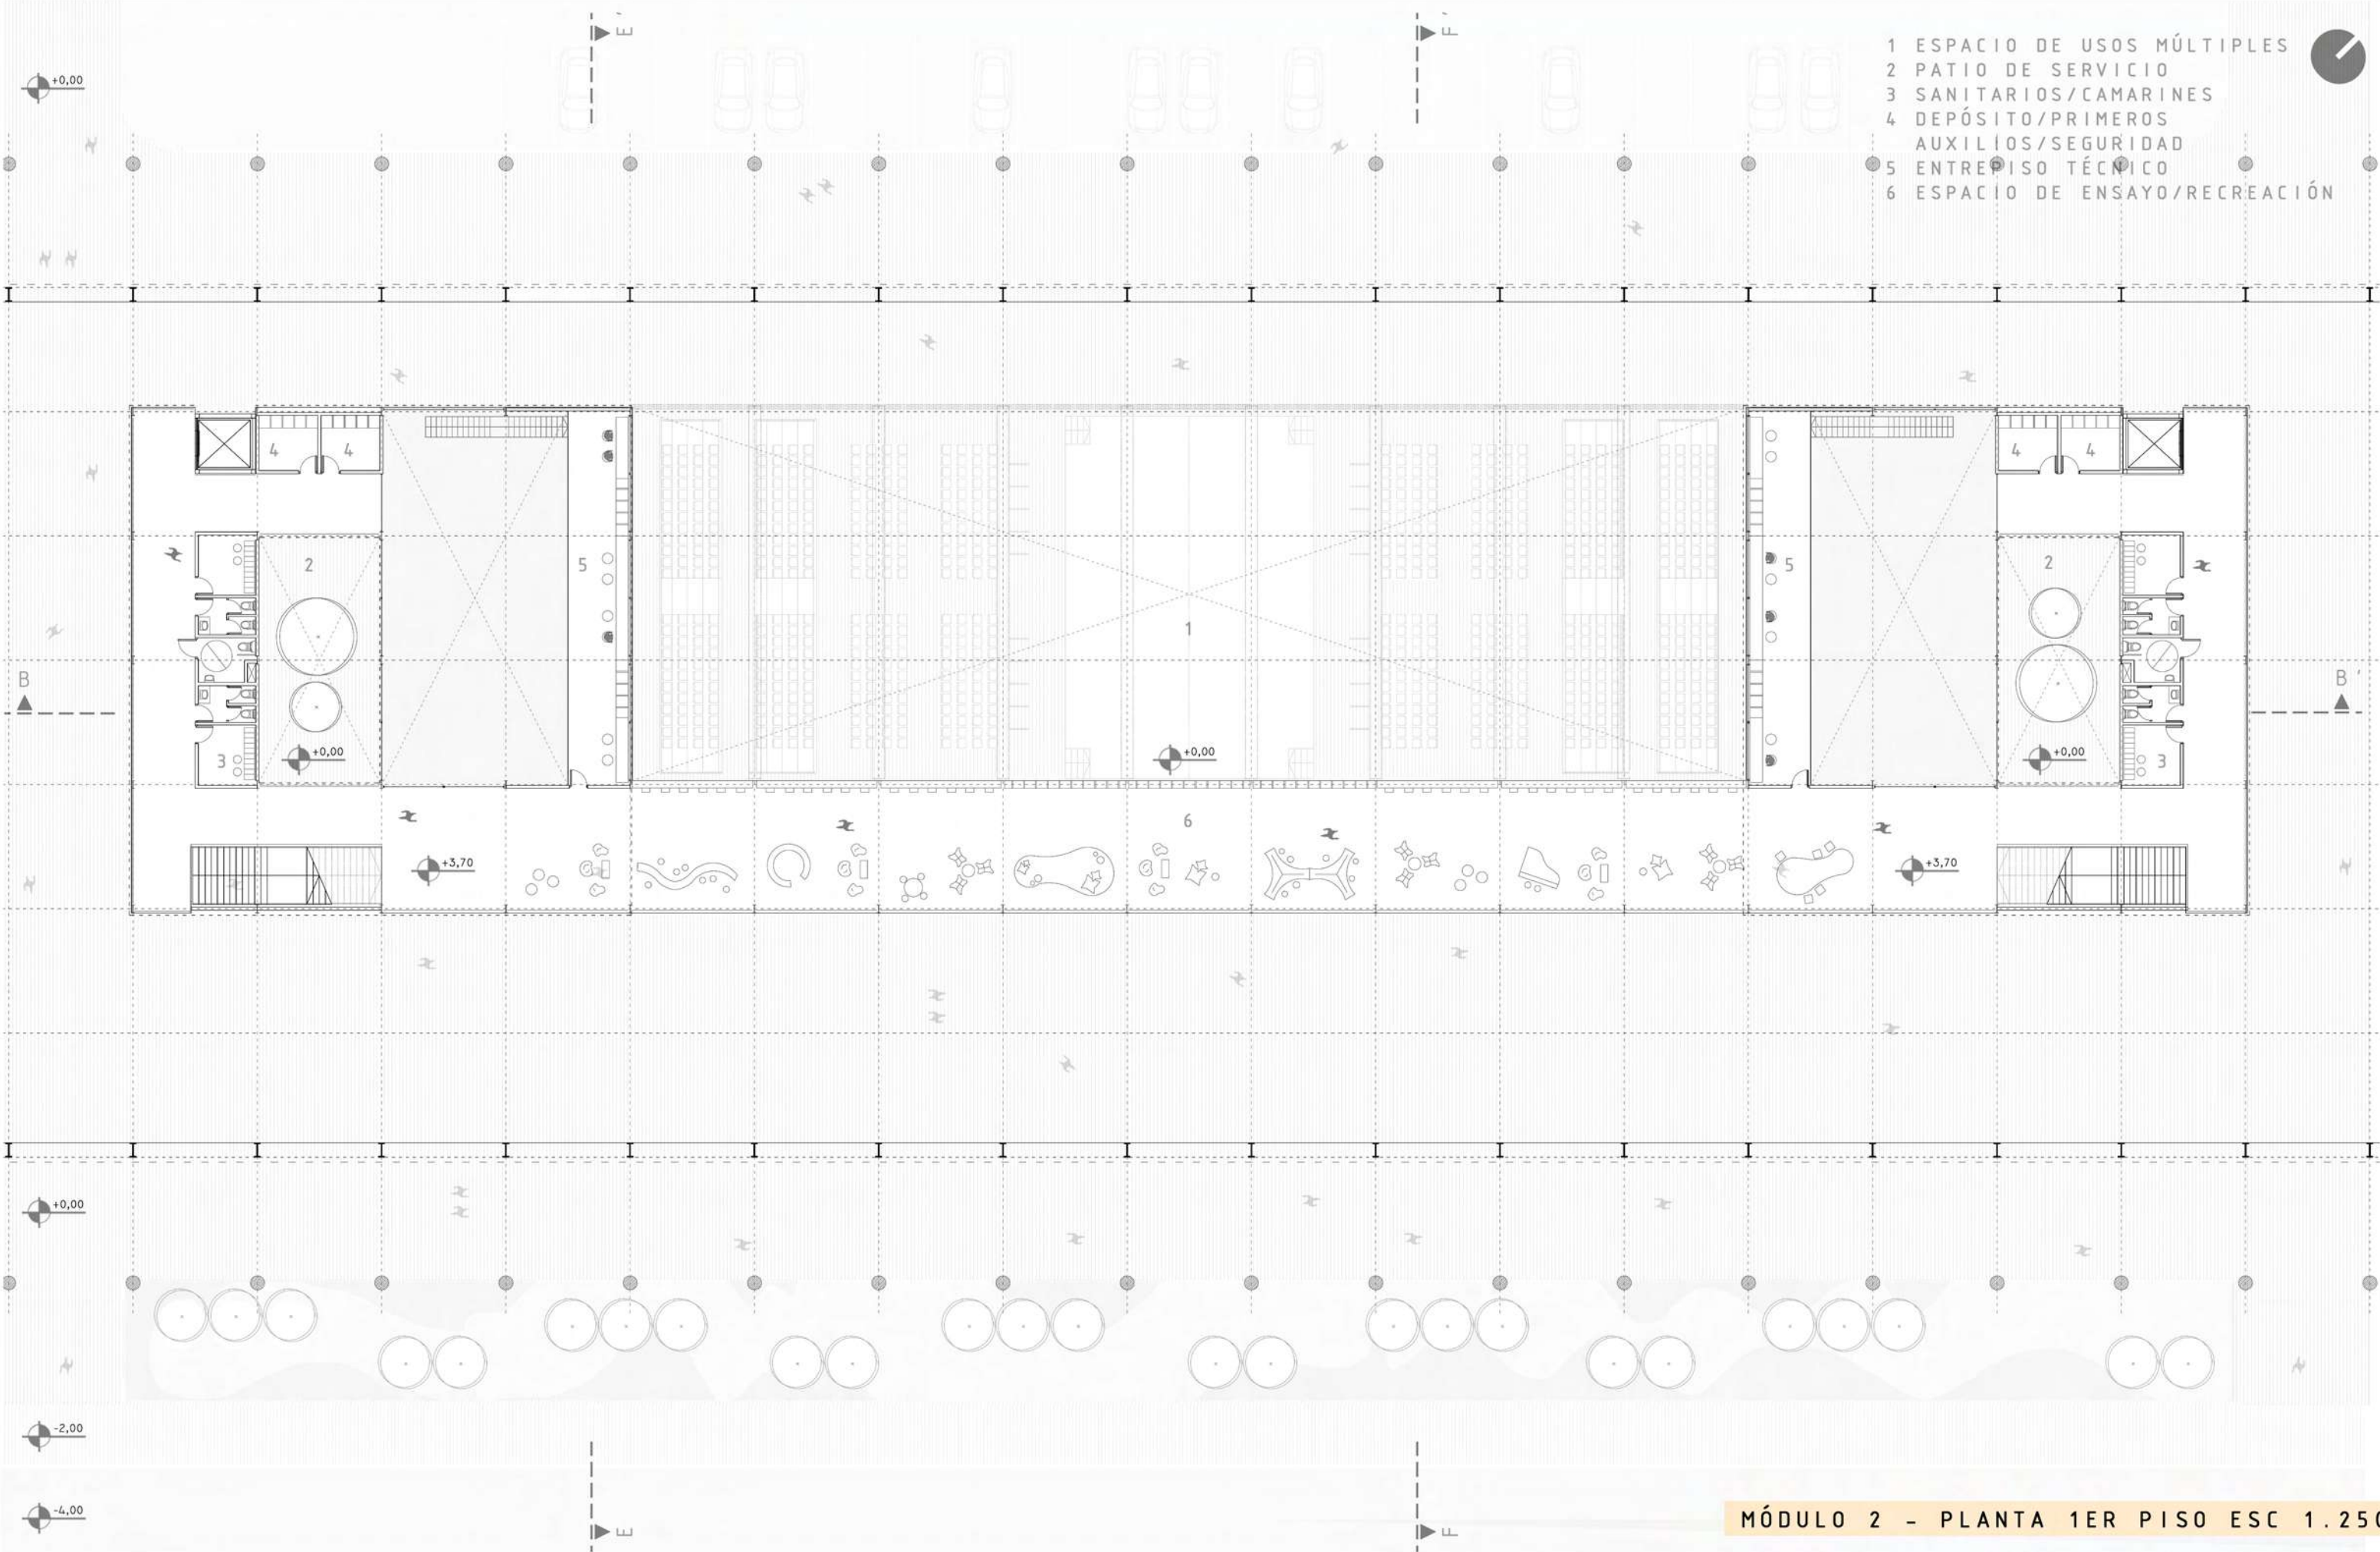 E'
F'
1 ESPACIO DE USOS MÚLTIPLES
2 PATIO DE SERVICIO
3 SANITARIOS/CAMARINES
4 DEPÓSITO/PRIMEROS
AUXILIOS/SEGURIDAD
5 ENTREPISO TÉCNICO
6 ESPACIO DE ENSAYO/RECREACIÓN
+0,00
4 4 4 4
2 5 5 2
1
B B'
3 +0,00 +0,00 +0,00 3
6
+3,70 +3,70
+0,00
-2,00
-4,00
E F
MÓDULO 2 - PLANTA 1ER PISO ESC 1.250